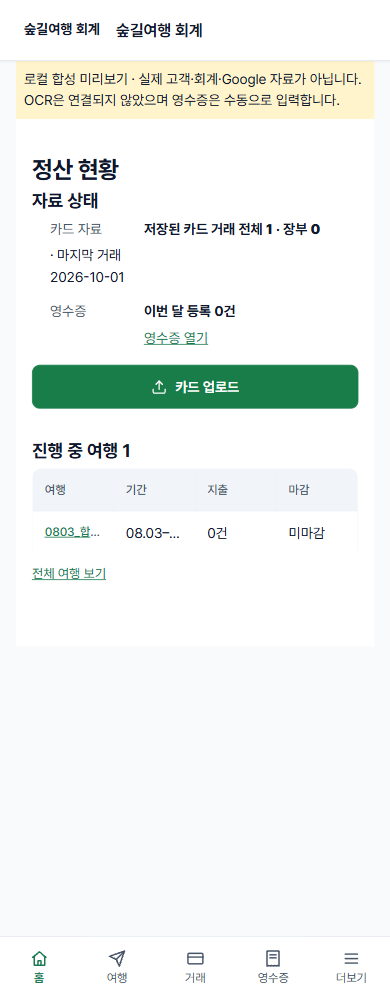 숲길여행 회계 숲길여행 회계
로컬 합성 미리보기 · 실제 고객·회계·Google 자료가 아닙니다.
OCR은 연결되지 않았으며 영수증은 수동으로 입력합니다.
정산 현황
자료 상태
카드 자료 저장된 카드 거래 전체 1 · 장부 0
· 마지막 거래
2026-10-01
영수증 이번 달 등록 0건
영수증 열기
카드 업로드
진행 중 여행 1
여행 기간 지출 마감
0803_합... 08.03–... 0건 미마감
전체 여행 보기
홈 여행 거래 영수증 더보기